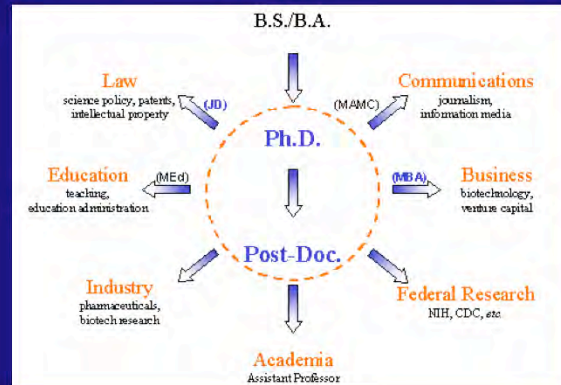 B.S./B.A.
Law
science policy, patents,
intellectual property
(JD)
(MAMC)
Communications
journalism,
information media
Ph.D.
Education
teaching,
education administration
(MEd)
(MBA)
Business
biotechnology,
venture capital
Post-Doc.
Industry
pharmaceuticals,
biotech research
Federal Research
NIH, CDC, etc.
Academia
Assistant Professor